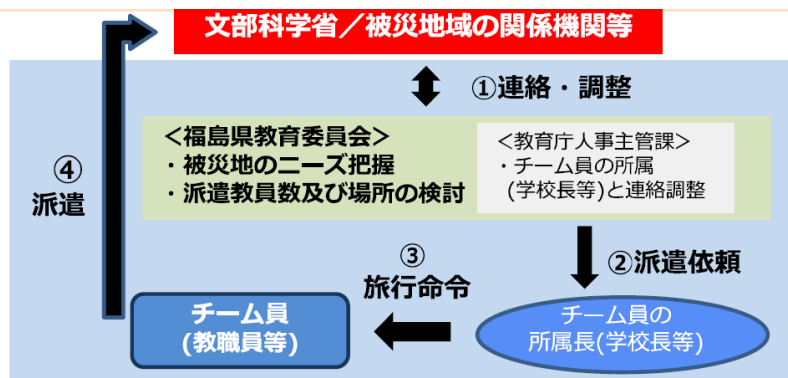 文部科学省／被災地域の関係機関等
①連絡・調整
＜福島県教育委員会＞
・被災地のニーズ把握
・派遣教員数及び場所の検討
＜教育庁人事主管課＞
・チーム員の所属
(学校長等)と連絡調整
④
派遣
②派遣依頼
③
旅行命令
チーム員
(教職員等)
チーム員の
所属長(学校長等)